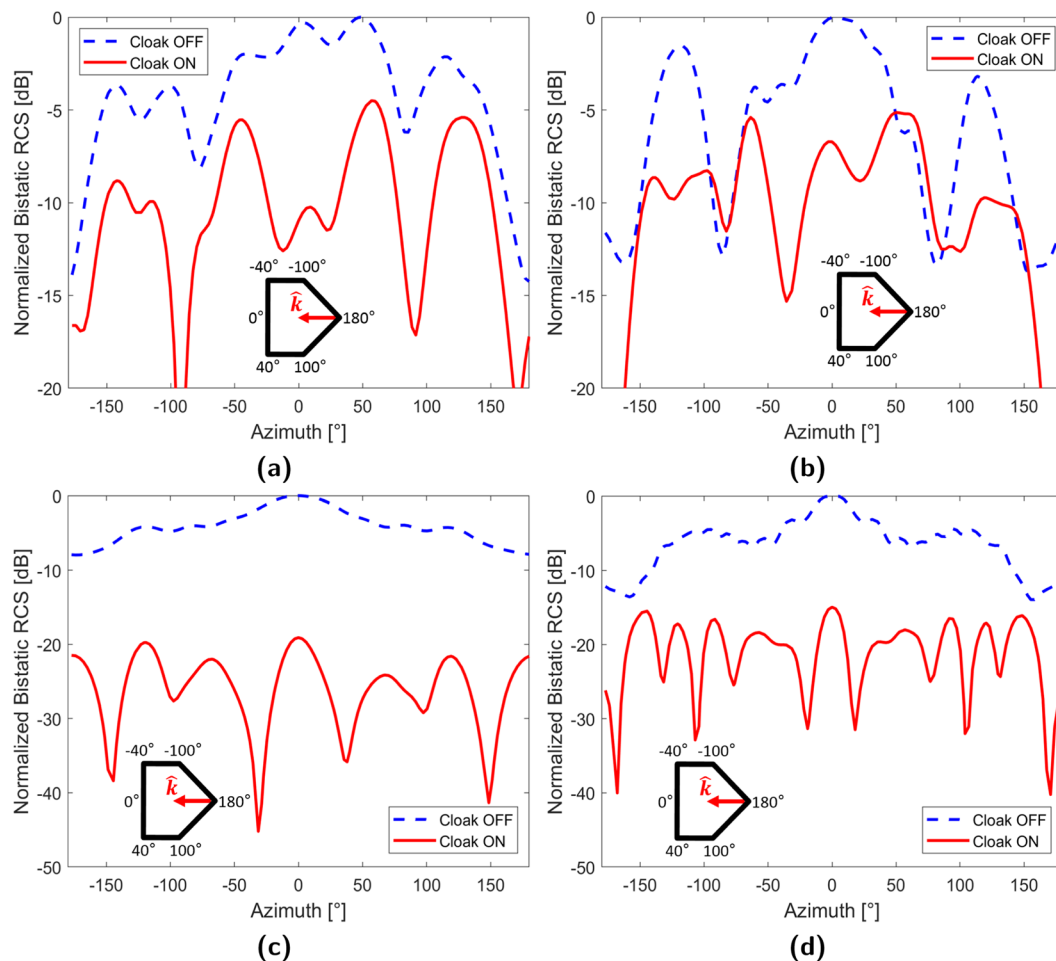 Normalized Bistatic RCS [dB]
0
-5
-10
-15
-20
Cloak OFF
Cloak ON
-40° -100°
k̂
0° 180°
40° 100°
-150 -100 -50 0 50 100 150
Azimuth [°]
(a)
Normalized Bistatic RCS [dB]
0
-5
-10
-15
-20
Cloak OFF
Cloak ON
-40° -100°
k̂
0° 180°
40° 100°
-150 -100 -50 0 50 100 150
Azimuth [°]
(b)
Normalized Bistatic RCS [dB]
0
-10
-20
-30
-40
-50
-40° -100°
k̂
0° 180°
40° 100°
Cloak OFF
Cloak ON
-150 -100 -50 0 50 100 150
Azimuth [°]
(c)
Normalized Bistatic RCS [dB]
0
-10
-20
-30
-40
-50
-40° -100°
k̂
0° 180°
40° 100°
Cloak OFF
Cloak ON
-150 -100 -50 0 50 100 150
Azimuth [°]
(d)